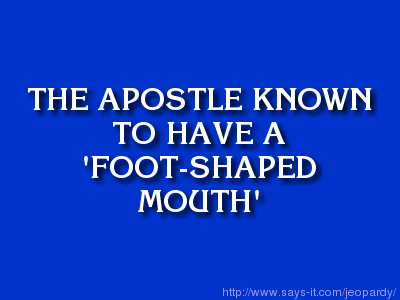 THE APOSTLE KNOWN
TO HAVE A
'FOOT-SHAPED
MOUTH'
http://www.says-it.com/jeopardy/